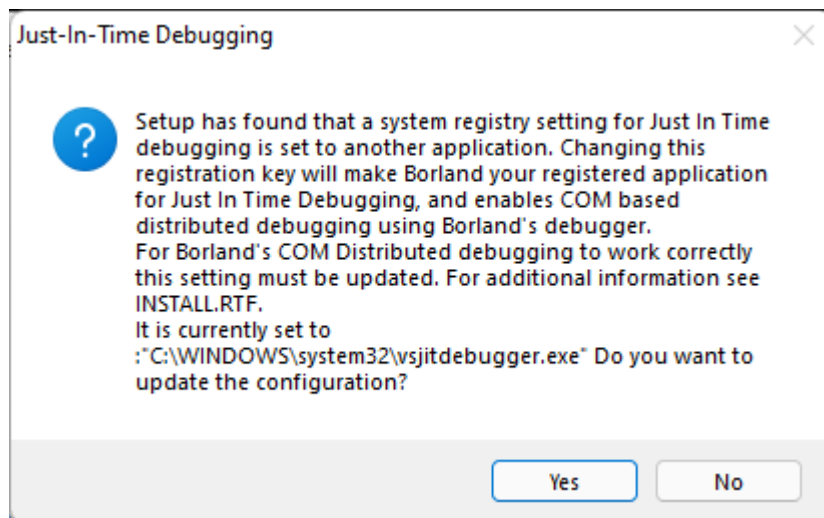 Just-In-Time Debugging
Setup has found that a system registry setting for Just In Time
debugging is set to another application. Changing this
registration key will make Borland your registered application
for Just In Time Debugging, and enables COM based
distributed debugging using Borland's debugger.
For Borland's COM Distributed debugging to work correctly
this setting must be updated. For additional information see
INSTALL.RTF.
It is currently set to
:"C:\WINDOWS\system32\vsjitdebugger.exe" Do you want to
update the configuration?
Yes
No